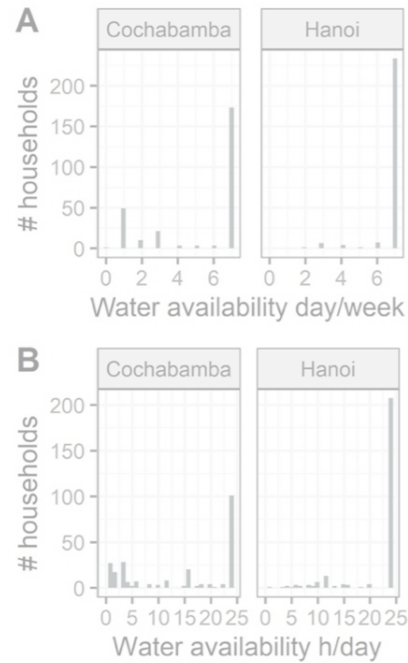 A
Cochabamba Hanoi
# households
200
150
100
50
0
0 2 4 6 0 2 4 6
Water availability day/week
B
Cochabamba Hanoi
# households
200
150
100
50
0
0 5 10 15 20 25 0 5 10 15 20 25
Water availability h/day